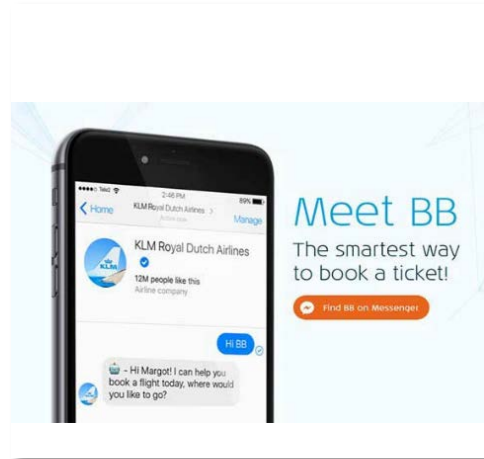 Tele2
2:46 PM
89%
Home
KLM Royal Dutch Airlines
Manage
KLM
KLM Royal Dutch Airlines
12M people like this
Airline company
Hi BB
- Hi Margot! I can help you
book a flight today, where would
you like to go?
Meet BB
The smartest way
to book a ticket!
Find BB on Messenger